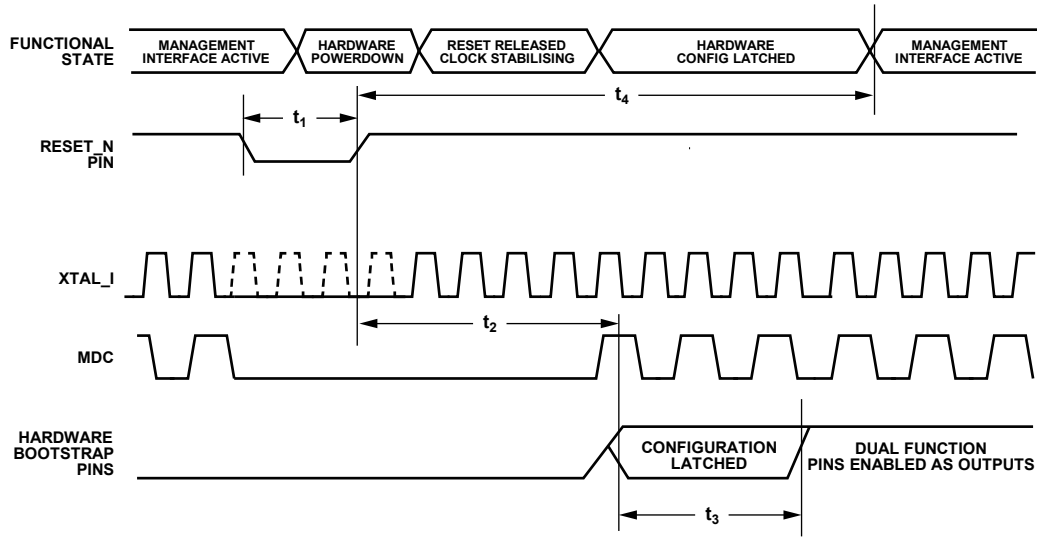 FUNCTIONAL
STATE
MANAGEMENT
INTERFACE ACTIVE
HARDWARE
POWERDOWN
RESET RELEASED
CLOCK STABILISING
HARDWARE
CONFIG LATCHED
MANAGEMENT
INTERFACE ACTIVE
t4
t1
RESET_N
PIN
XTAL_I
t2
MDC
HARDWARE
BOOTSTRAP
PINS
CONFIGURATION
LATCHED
DUAL FUNCTION
PINS ENABLED AS OUTPUTS
t3